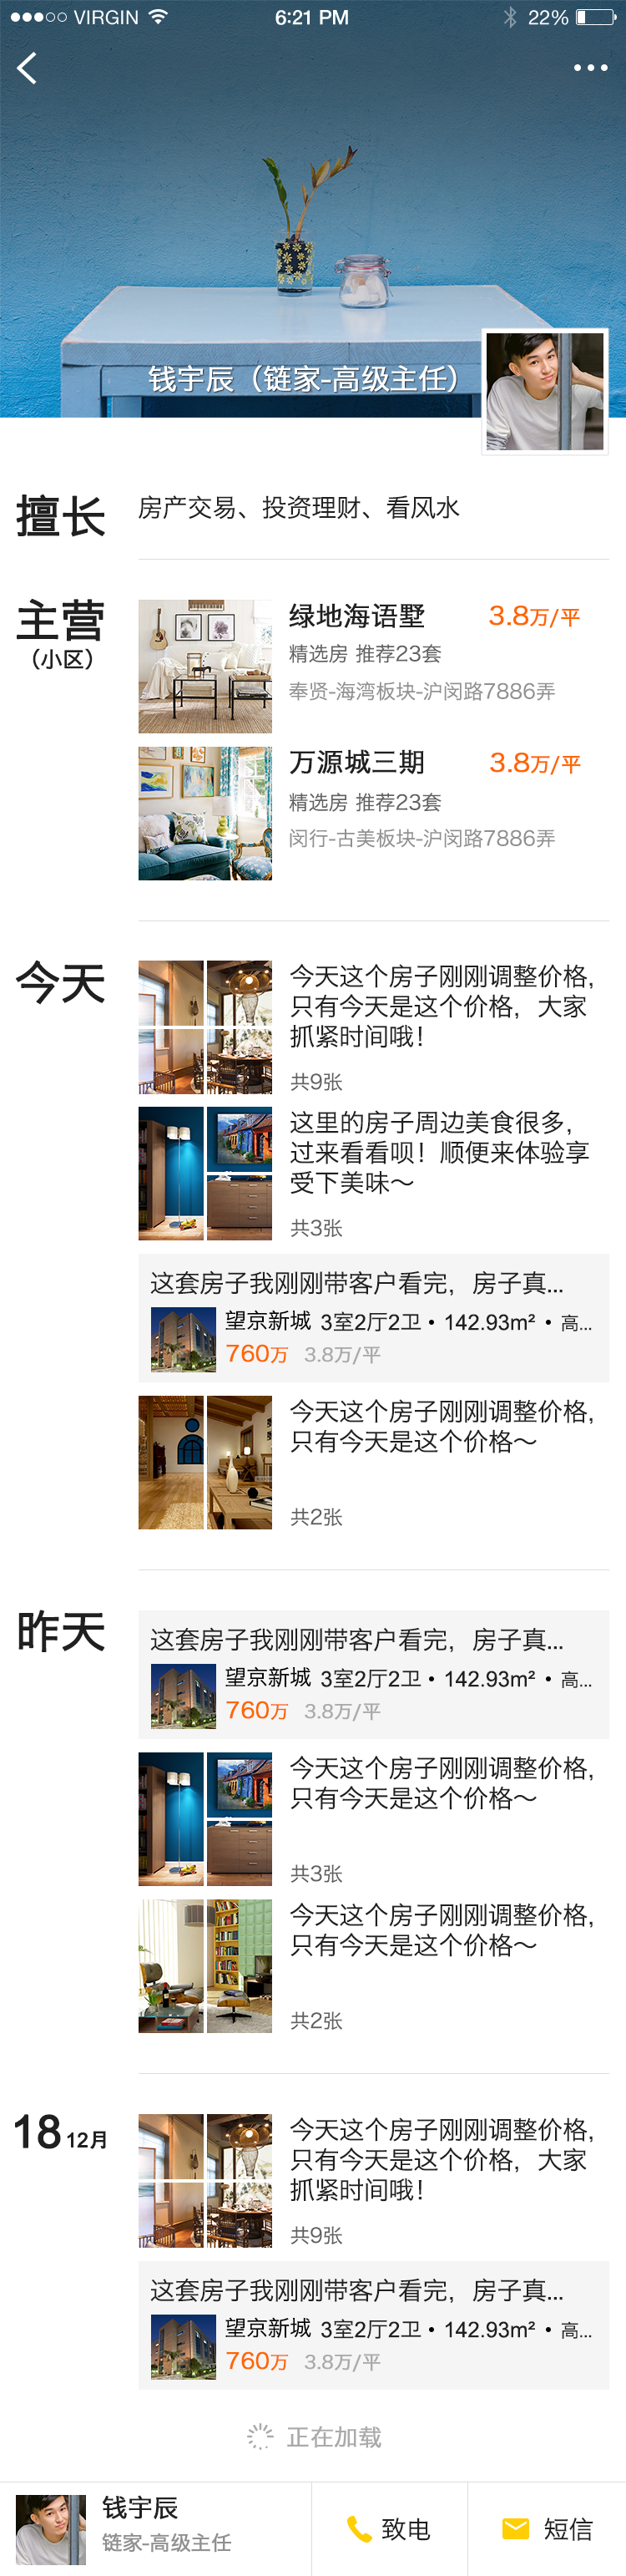 VIRGIN
6:21 PM
22%
钱宇辰（链家-高级主任）
擅长
房产交易、投资理财、看风水
主营
（小区）
绿地海语墅
3.8万/平
精选房 推荐23套
奉贤-海湾板块-沪闵路7886弄
万源城三期
3.8万/平
精选房 推荐23套
闵行-古美板块-沪闵路7886弄
今天
今天这个房子刚刚调整价格，
只有今天是这个价格，大家
抓紧时间哦！
共9张
这里的房子周边美食很多，
过来看看呗！顺便来体验享
受下美味～
共3张
这套房子我刚刚带客户看完，房子真...
望京新城 3室2厅2卫 • 142.93m² • 高...
760万 3.8万/平
今天这个房子刚刚调整价格，
只有今天是这个价格～
共2张
昨天
这套房子我刚刚带客户看完，房子真...
望京新城 3室2厅2卫 • 142.93m² • 高...
760万 3.8万/平
今天这个房子刚刚调整价格，
只有今天是这个价格～
共3张
今天这个房子刚刚调整价格，
只有今天是这个价格～
共2张
18 12月
今天这个房子刚刚调整价格，
只有今天是这个价格，大家
抓紧时间哦！
共9张
这套房子我刚刚带客户看完，房子真...
望京新城 3室2厅2卫 • 142.93m² • 高...
760万 3.8万/平
正在加载
钱宇辰
链家-高级主任
致电
短信